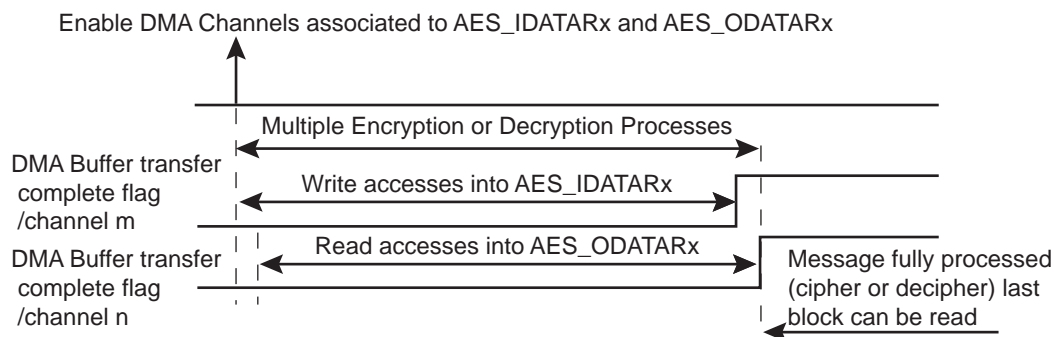 Enable DMA Channels associated to AES_IDATARx and AES_ODATARx
Multiple Encryption or Decryption Processes
DMA Buffer transfer
complete flag
/channel m
Write accesses into AES_IDATARx
DMA Buffer transfer
complete flag
/channel n
Read accesses into AES_ODATARx
Message fully processed
(cipher or decipher) last
block can be read